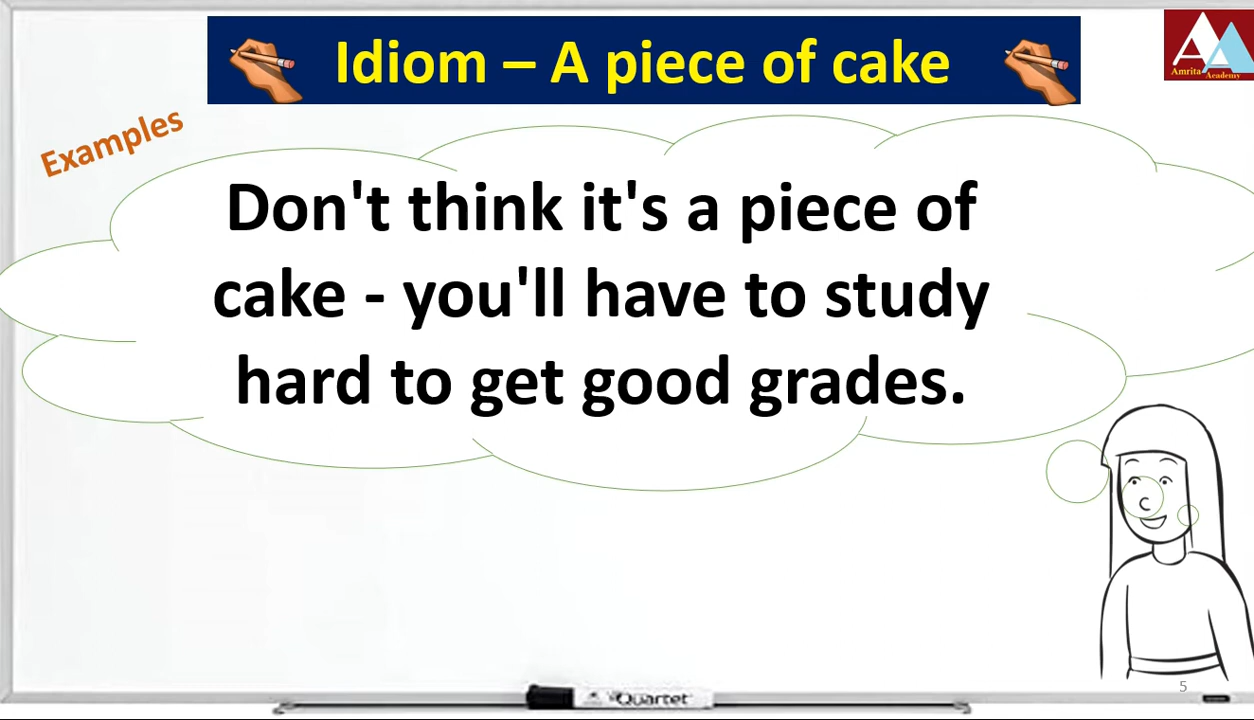 Idiom – A piece of cake
Amrita Academy
Examples
Don't think it's a piece of
cake - you'll have to study
hard to get good grades.
Quartet
5